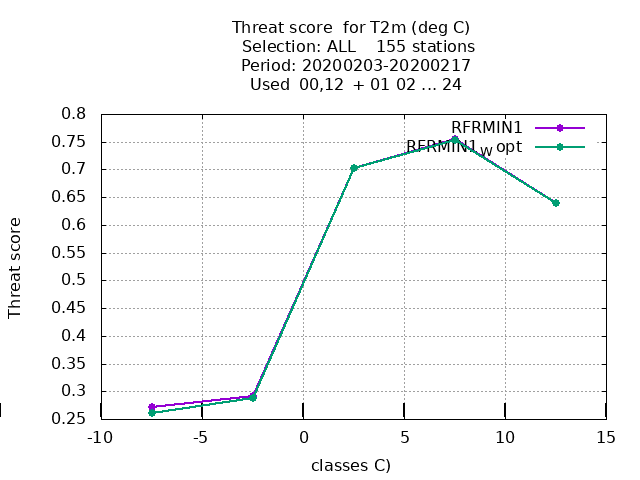 Threat score for T2m (deg C)
Selection: ALL 155 stations
Period: 20200203-20200217
Used 00,12 + 01 02 ... 24
RFRMIN1
RFRMIN1w opt
0.8
0.75
0.7
0.65
0.6
0.55
0.5
0.45
0.4
0.35
0.3
0.25
Threat score
-10 -5 0 5 10 15
classes C)